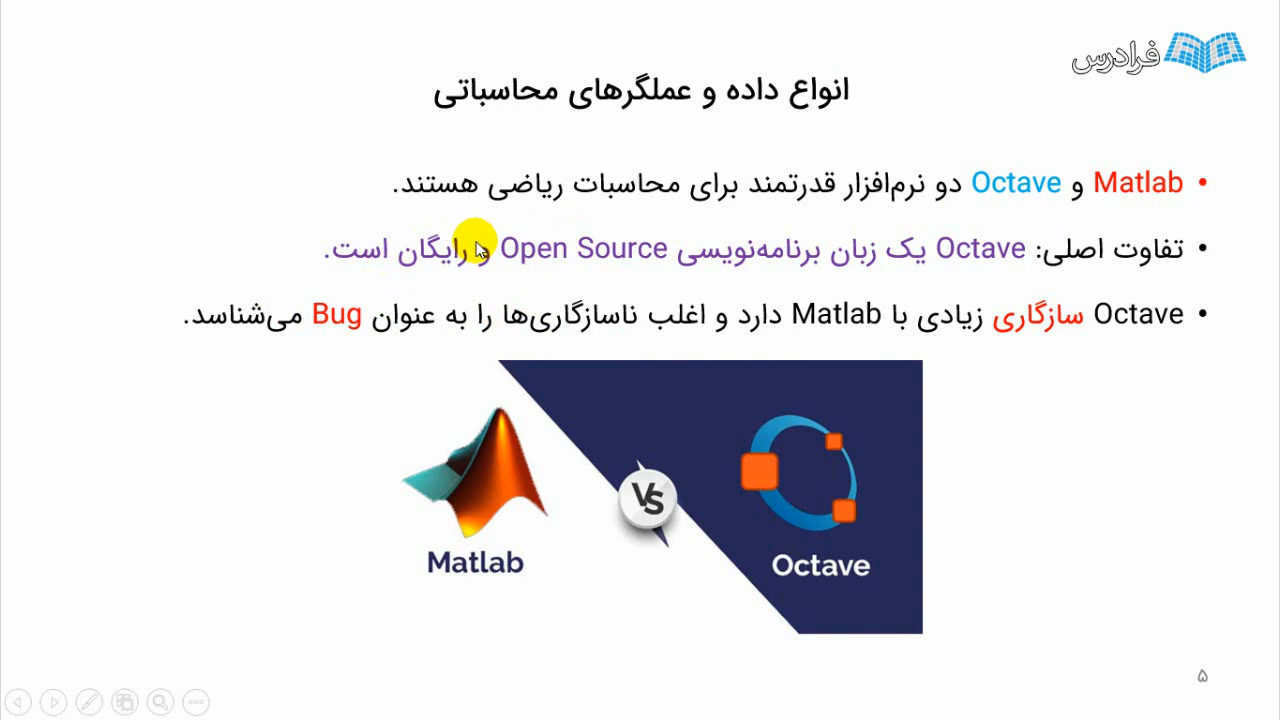 فرادرس
انواع داده و عملگرهای محاسباتی
• Matlab و Octave دو نرم‌افزار قدرتمند برای محاسبات ریاضی هستند.
• تفاوت اصلی: Octave یک زبان برنامه‌نویسی Open Source و رایگان است.
• Octave سازگاری زیادی با Matlab دارد و اغلب ناسازگاری‌ها را به عنوان Bug می‌شناسد.
VS
Matlab
Octave
۵